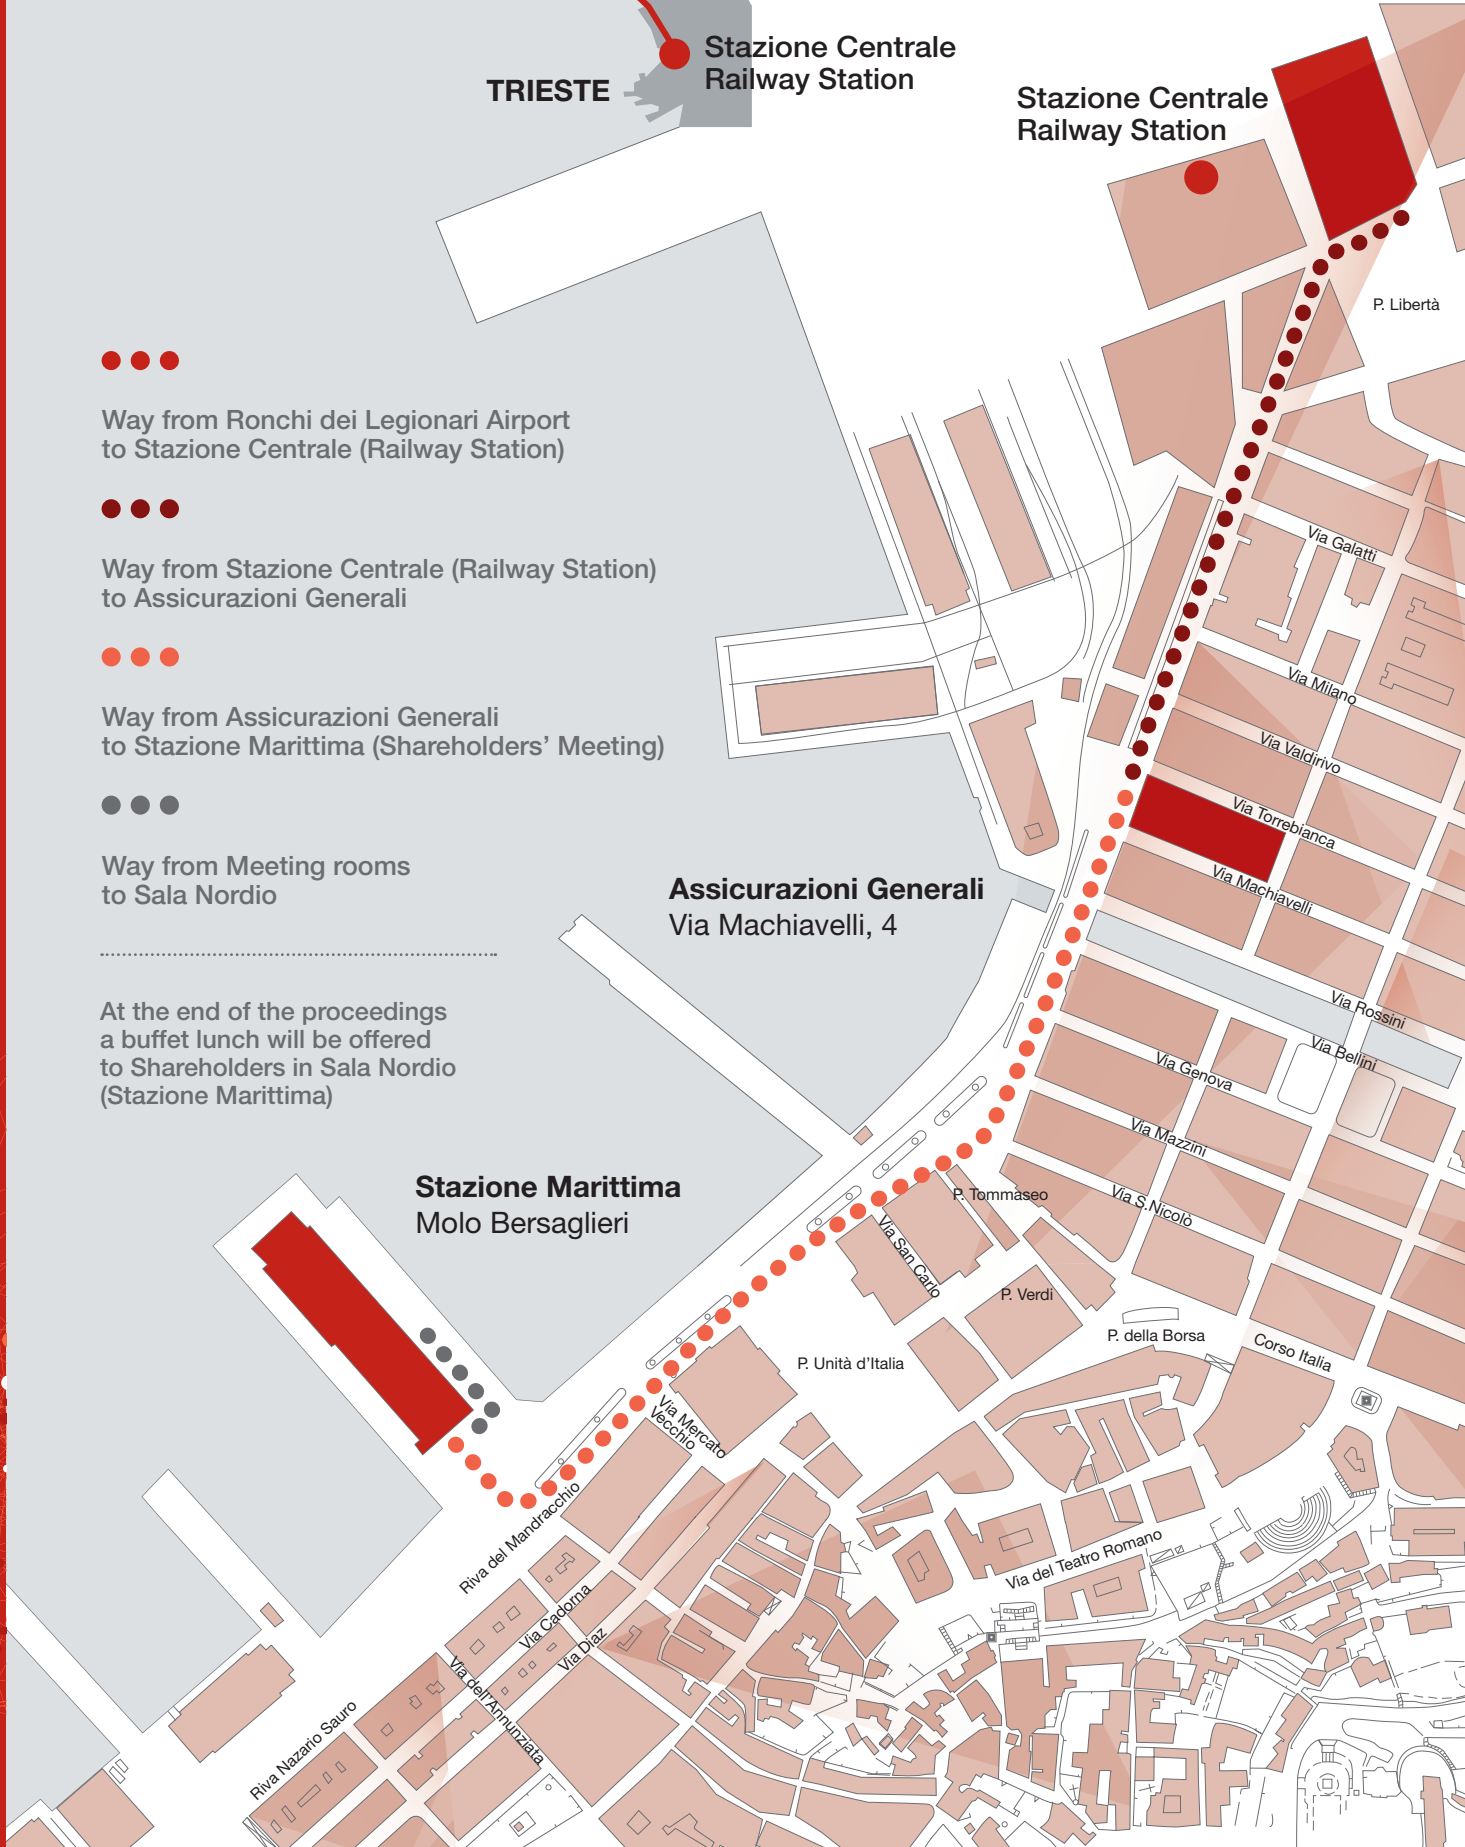 Stazione Centrale
Railway Station
TRIESTE
Stazione Centrale
Railway Station
P. Libertà
Way from Ronchi dei Legionari Airport
to Stazione Centrale (Railway Station)
Way from Stazione Centrale (Railway Station)
to Assicurazioni Generali
Way from Assicurazioni Generali
to Stazione Marittima (Shareholders' Meeting)
Way from Meeting rooms
to Sala Nordio
At the end of the proceedings
a buffet lunch will be offered
to Shareholders in Sala Nordio
(Stazione Marittima)
Via Galatti
Via Milano
Via Valdirivo
Via Torrebianca
Via Machiavelli
Assicurazioni Generali
Via Machiavelli, 4
Via Rossini
Via Bellini
Via Genova
Via Mazzini
Via S.Nicolò
Stazione Marittima
Molo Bersaglieri
P. Tommaseo
Via San Carlo
P. Verdi
P. della Borsa
Corso Italia
P. Unità d'Italia
Via Mercato
Vecchio
Riva del Mandracchio
Via del Teatro Romano
Via Cadorna
Via Diaz
Via dell'Annunziata
Riva Nazario Sauro